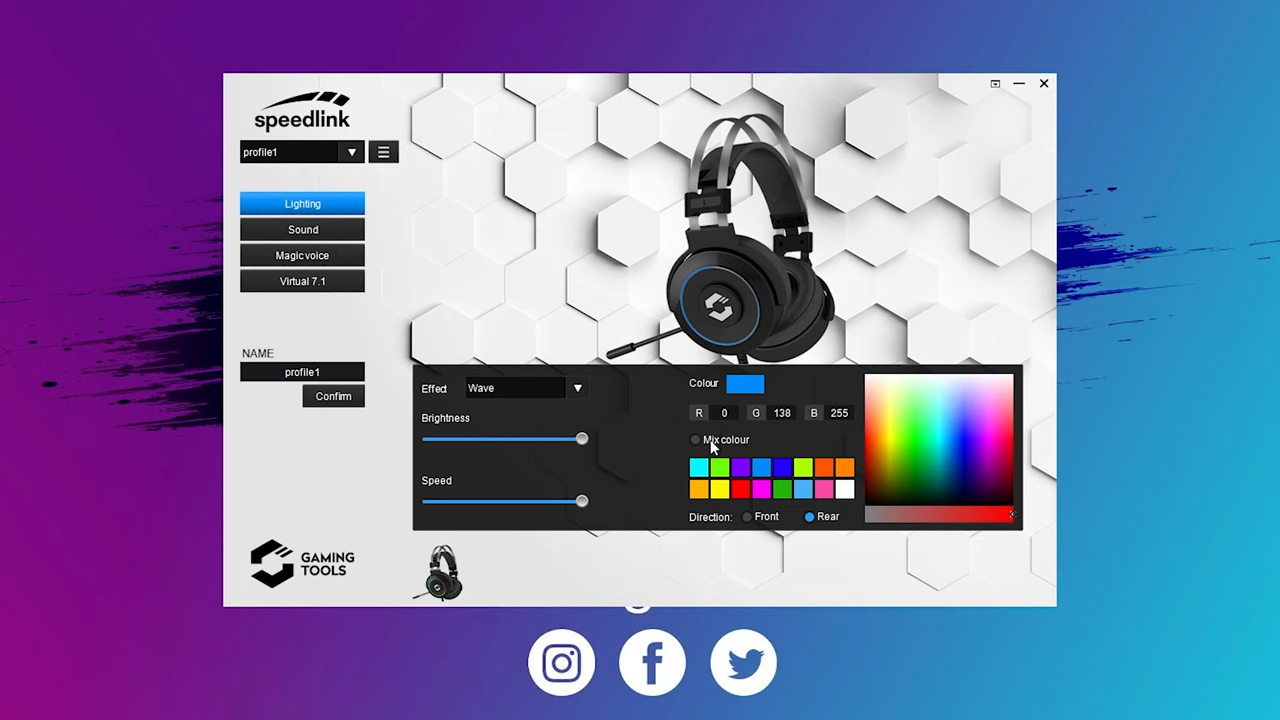 speedlink
profile1
Lighting
Sound
Magic voice
Virtual 7.1
NAME
profile1
Confirm
GAMING
TOOLS
L
Effect Wave
Brightness
Speed
Colour
R 0 G 138 B 255
Mix colour
Direction: Front Rear